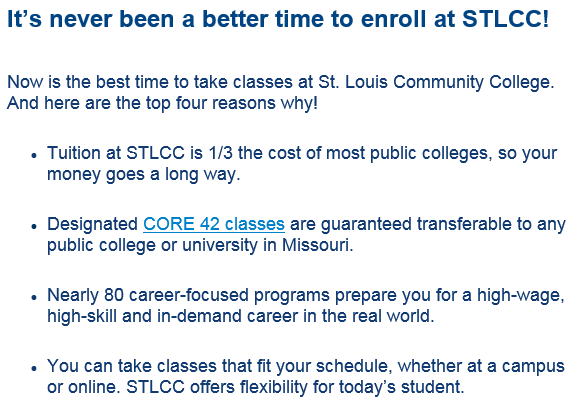 It’s never been a better time to enroll at STLCC!
Now is the best time to take classes at St. Louis Community College.
And here are the top four reasons why!
• Tuition at STLCC is 1/3 the cost of most public colleges, so your
money goes a long way.
• Designated CORE 42 classes are guaranteed transferable to any
public college or university in Missouri.
• Nearly 80 career-focused programs prepare you for a high-wage,
high-skill and in-demand career in the real world.
• You can take classes that fit your schedule, whether at a campus
or online. STLCC offers flexibility for today’s student.